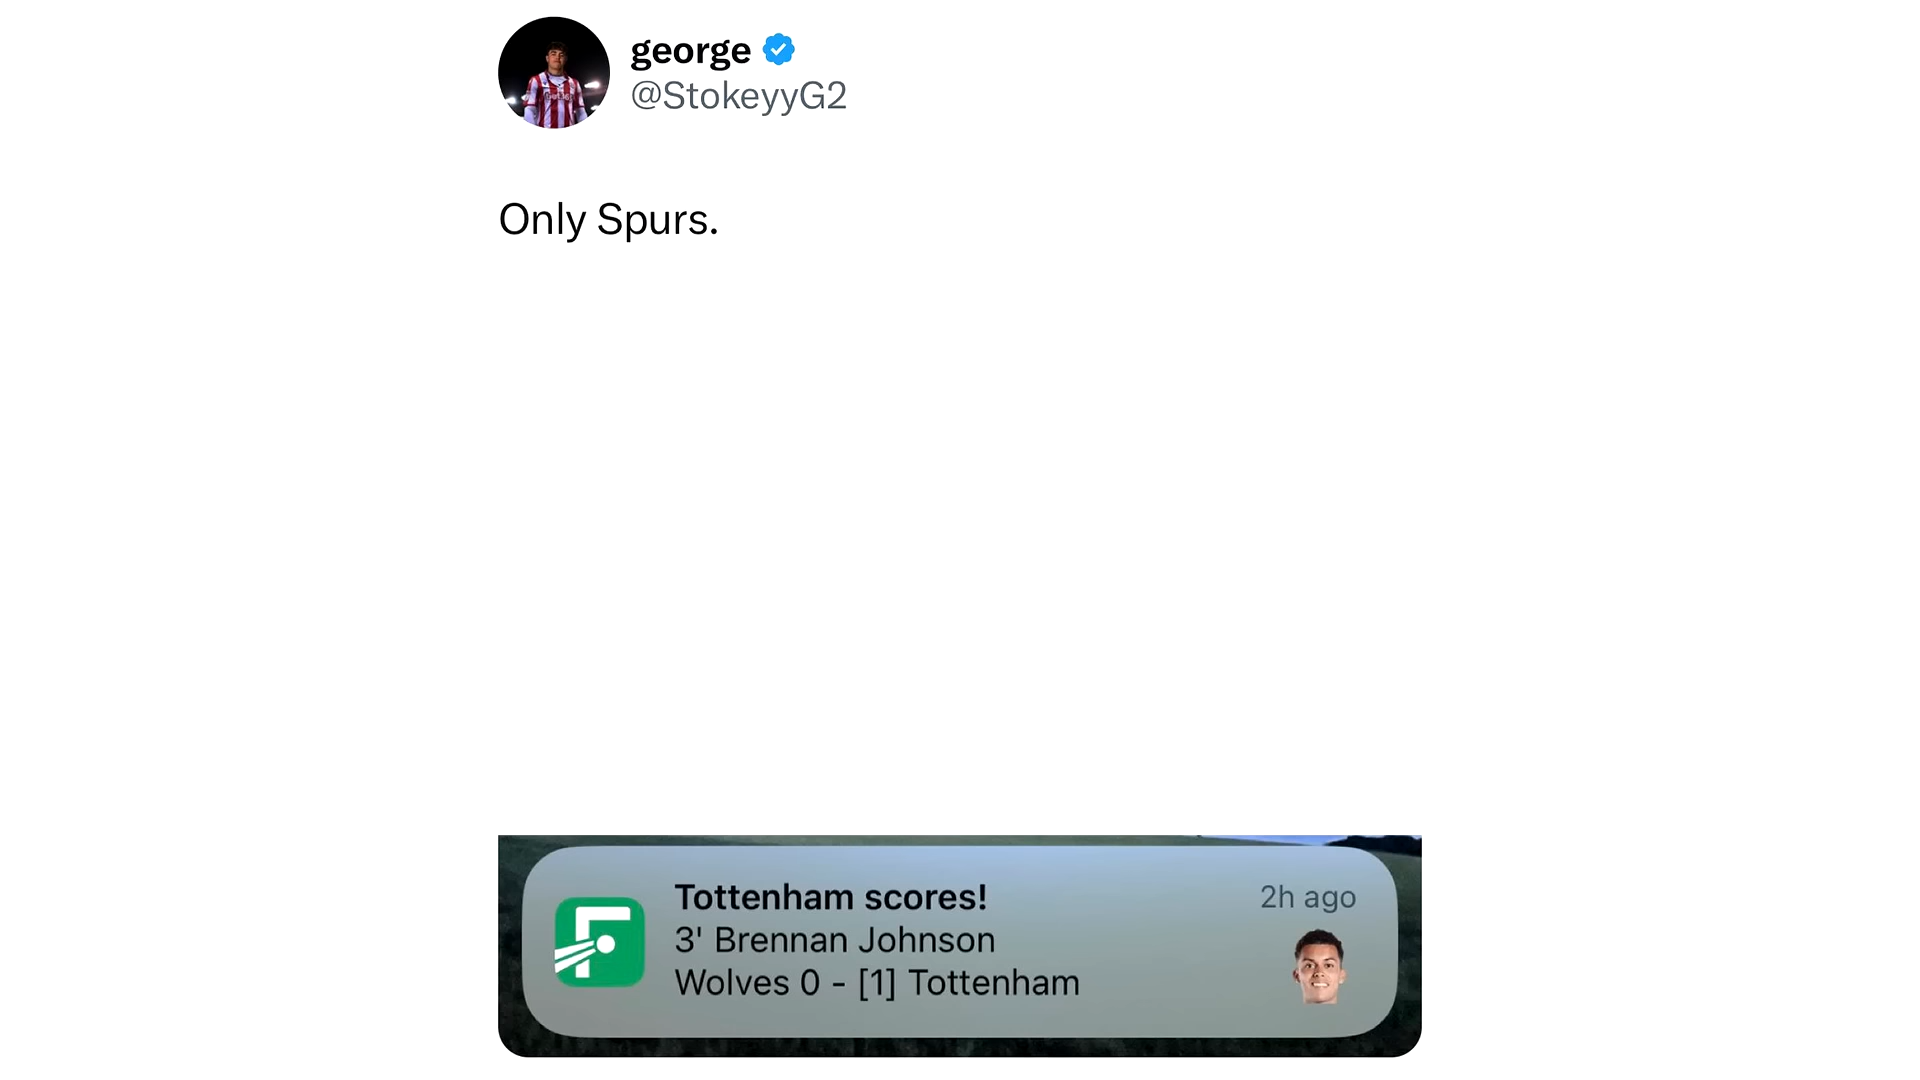 george
@StokeyyG2
Only Spurs.
Tottenham scores!
2h ago
3' Brennan Johnson
Wolves 0 - [1] Tottenham